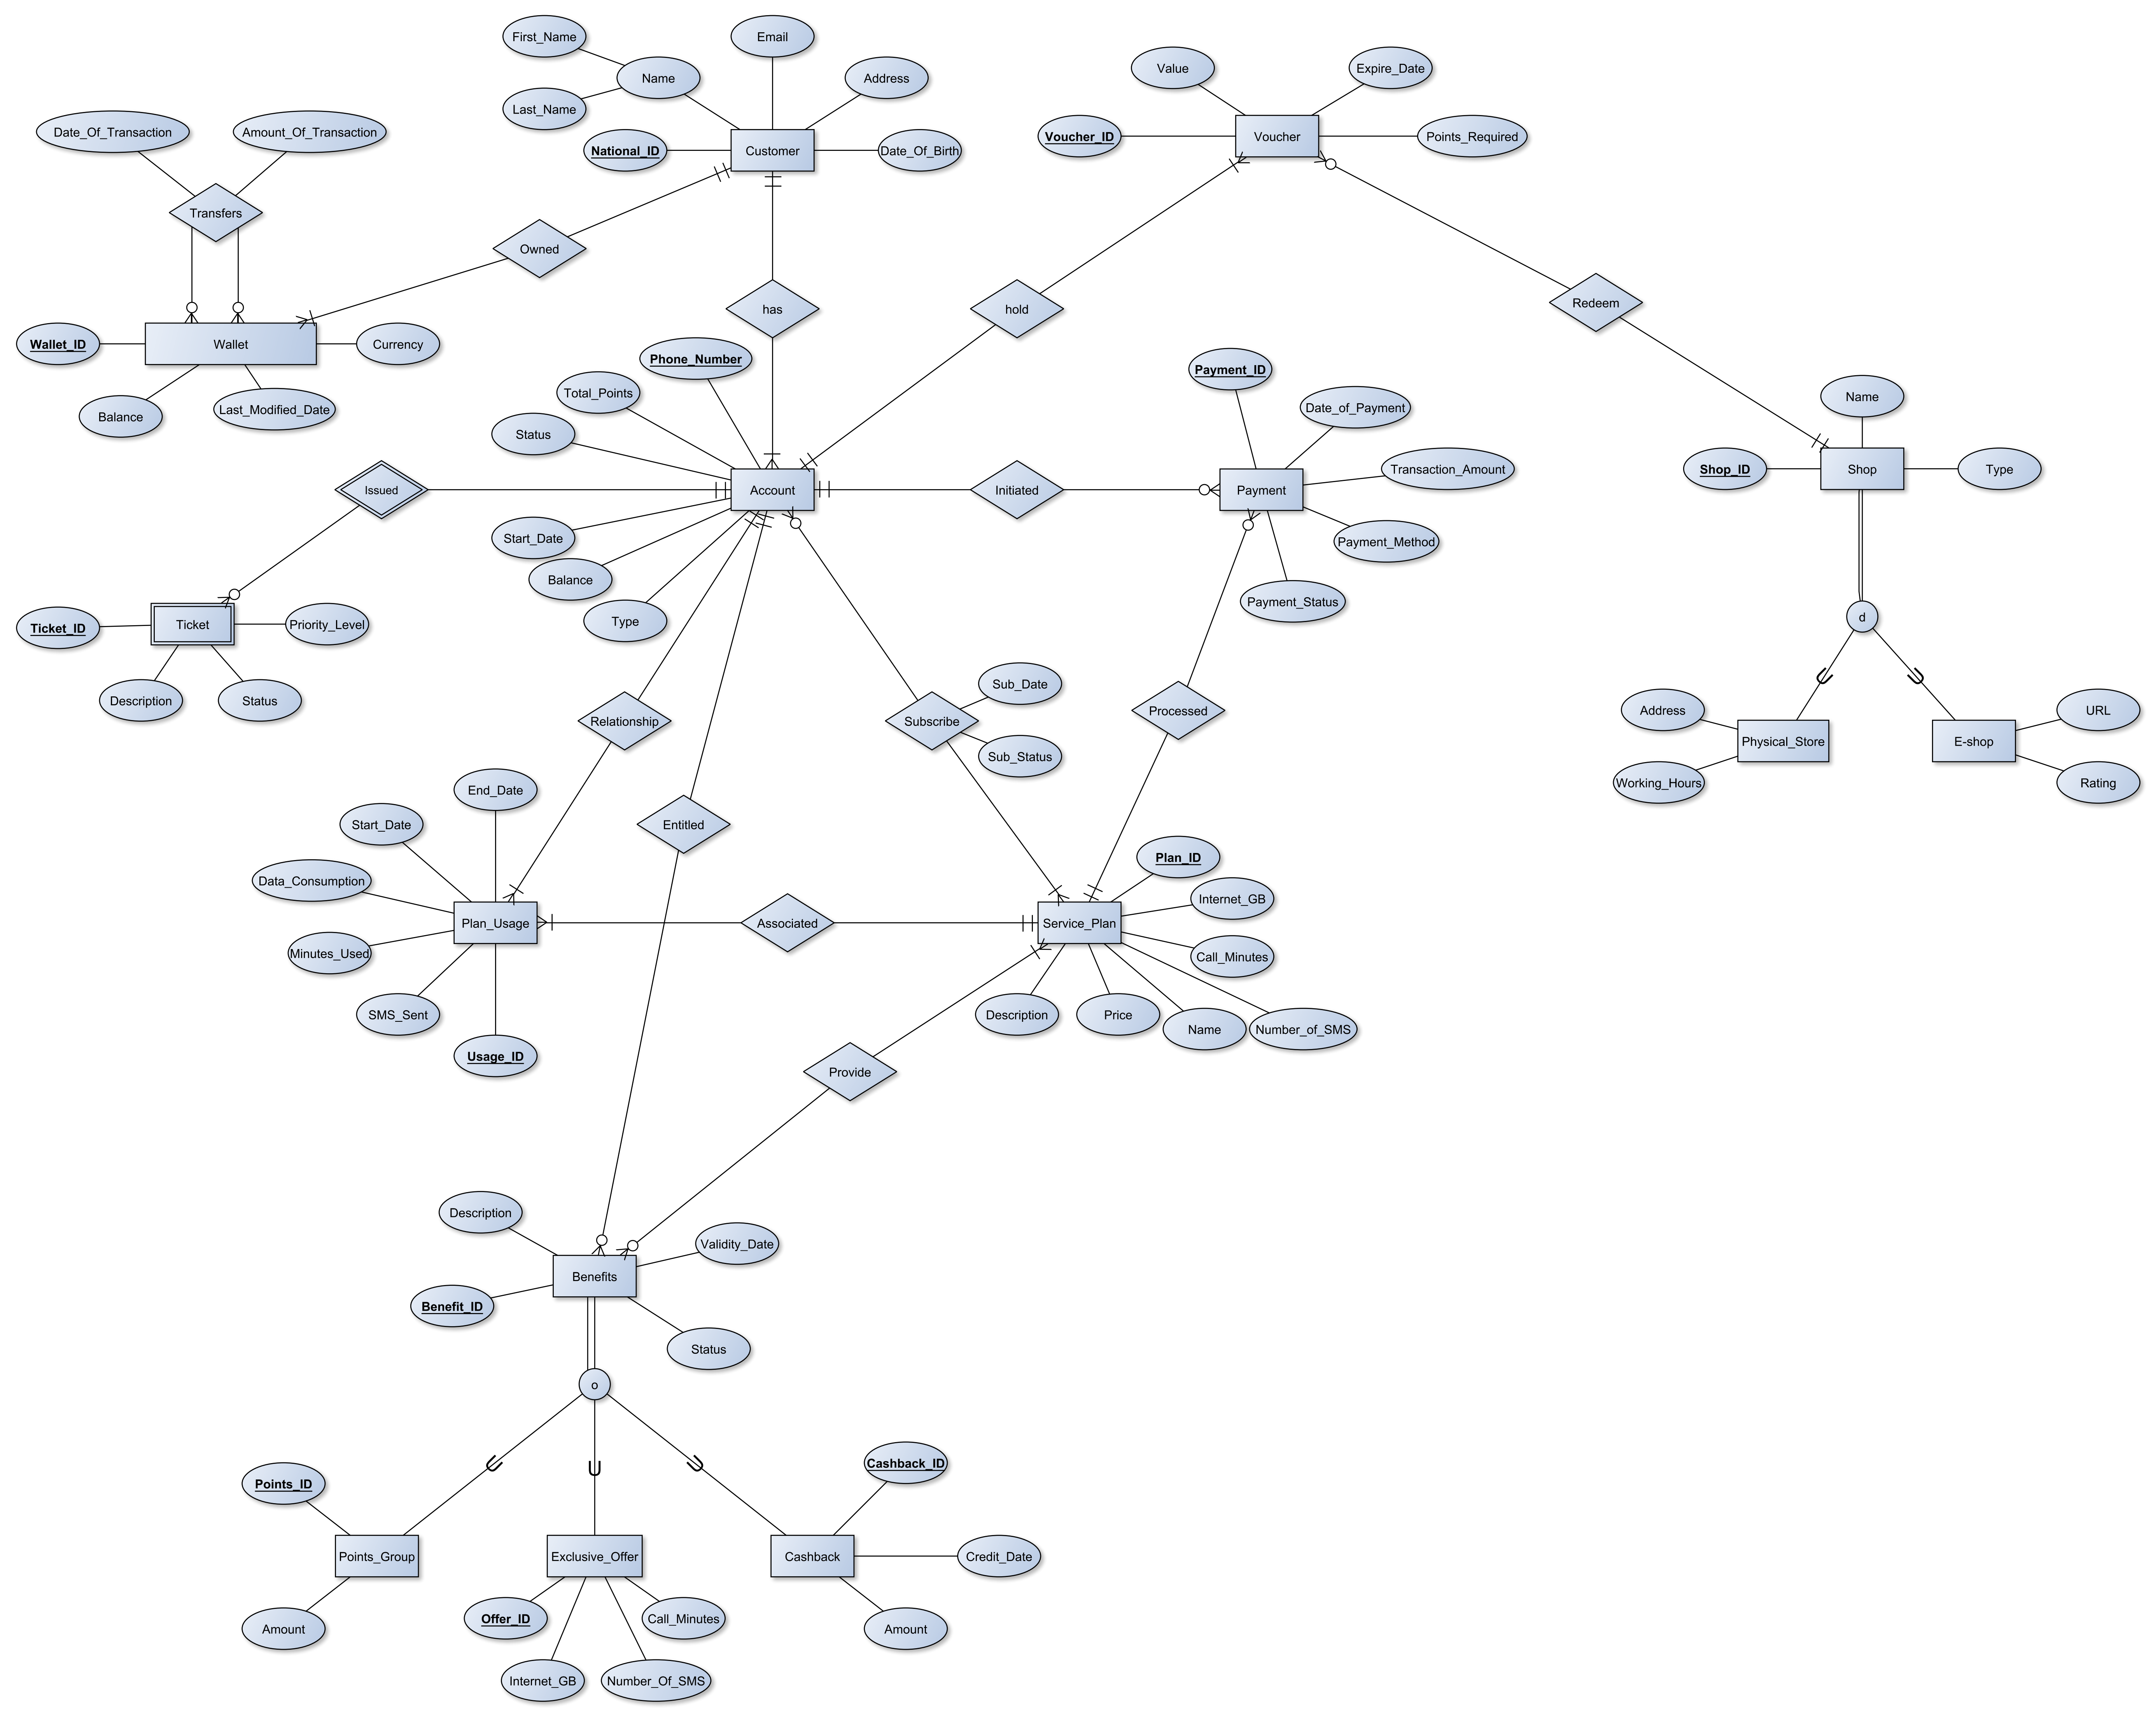 First_Name
Email
Name
Address
Last_Name
National_ID
Customer
Date_Of_Birth
Value
Expire_Date
Voucher_ID
Voucher
Points_Required
Date_Of_Transaction
Amount_Of_Transaction
Transfers
Owned
has
hold
Redeem
Wallet_ID
Wallet
Currency
Balance
Last_Modified_Date
Phone_Number
Total_Points
Status
Issued
Account
Initiated
Start_Date
Balance
Type
Payment_ID
Date_of_Payment
Transaction_Amount
Payment
Payment_Method
Payment_Status
Name
Shop_ID
Shop
Type
d
Ticket_ID
Ticket
Priority_Level
Description
Status
Relationship
Subscribe
Sub_Date
Sub_Status
Processed
Address
Physical_Store
Working_Hours
E-shop
URL
Rating
End_Date
Start_Date
Entitled
Data_Consumption
Plan_Usage
Minutes_Used
SMS_Sent
Usage_ID
Associated
Plan_ID
Internet_GB
Service_Plan
Call_Minutes
Description
Price
Name
Number_of_SMS
Provide
Description
Validity_Date
Benefits
Benefit_ID
Status
o
Points_ID
Points_Group
Amount
Exclusive_Offer
Offer_ID
Call_Minutes
Internet_GB
Number_Of_SMS
Cashback_ID
Cashback
Credit_Date
Amount